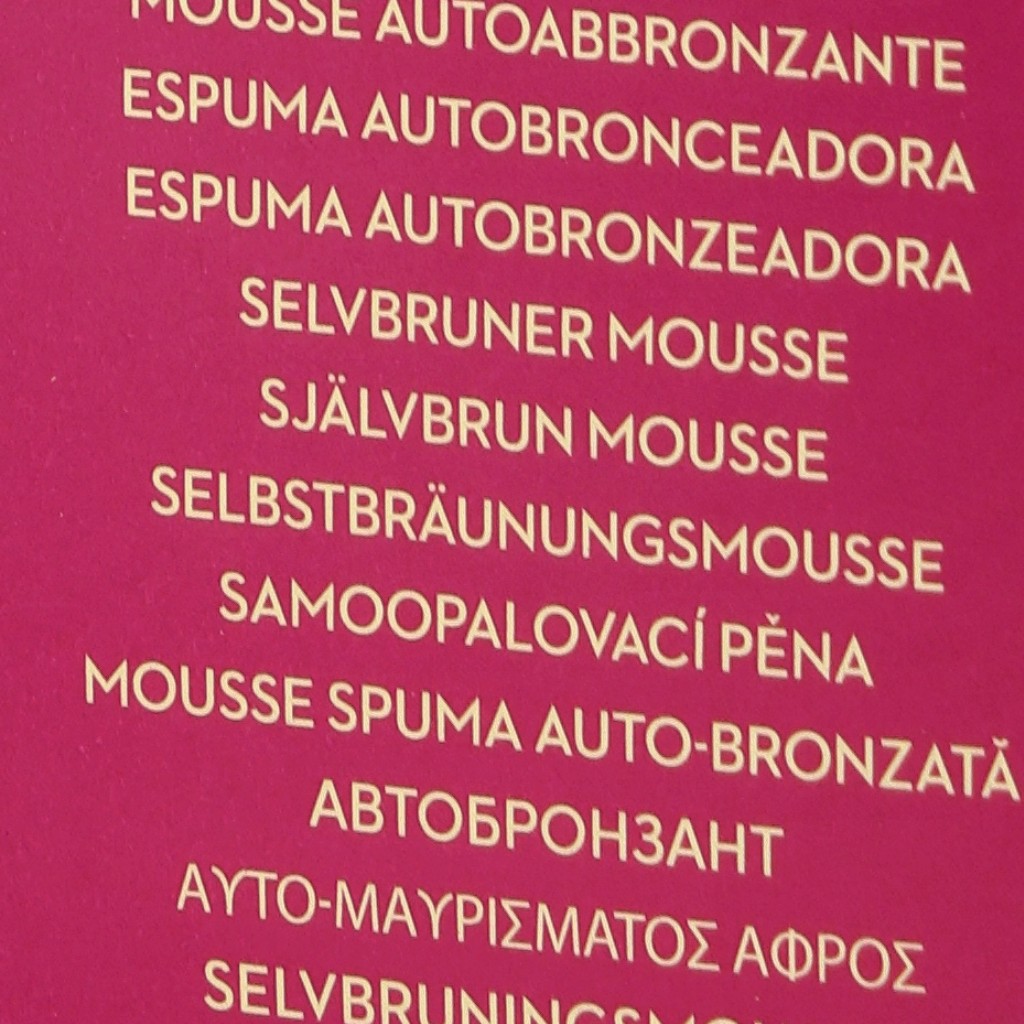 MOUSSE AUTOABBRONZANTE
ESPUMA AUTOBRONCEADORA
ESPUMA AUTOBRONZEADORA
SELVBRUNER MOUSSE
SJÄLVBRUN MOUSSE
SELBSTBRÄUNUNGSMOUSSE
SAMOOPALOVACÍ PĚNA
MOUSSE SPUMA AUTO-BRONZATĂ
АВТОБРОНЗАНТ
ΑΥΤΟ-ΜΑΥΡΙΣΜΑΤΟΣ ΑΦΡΟΣ